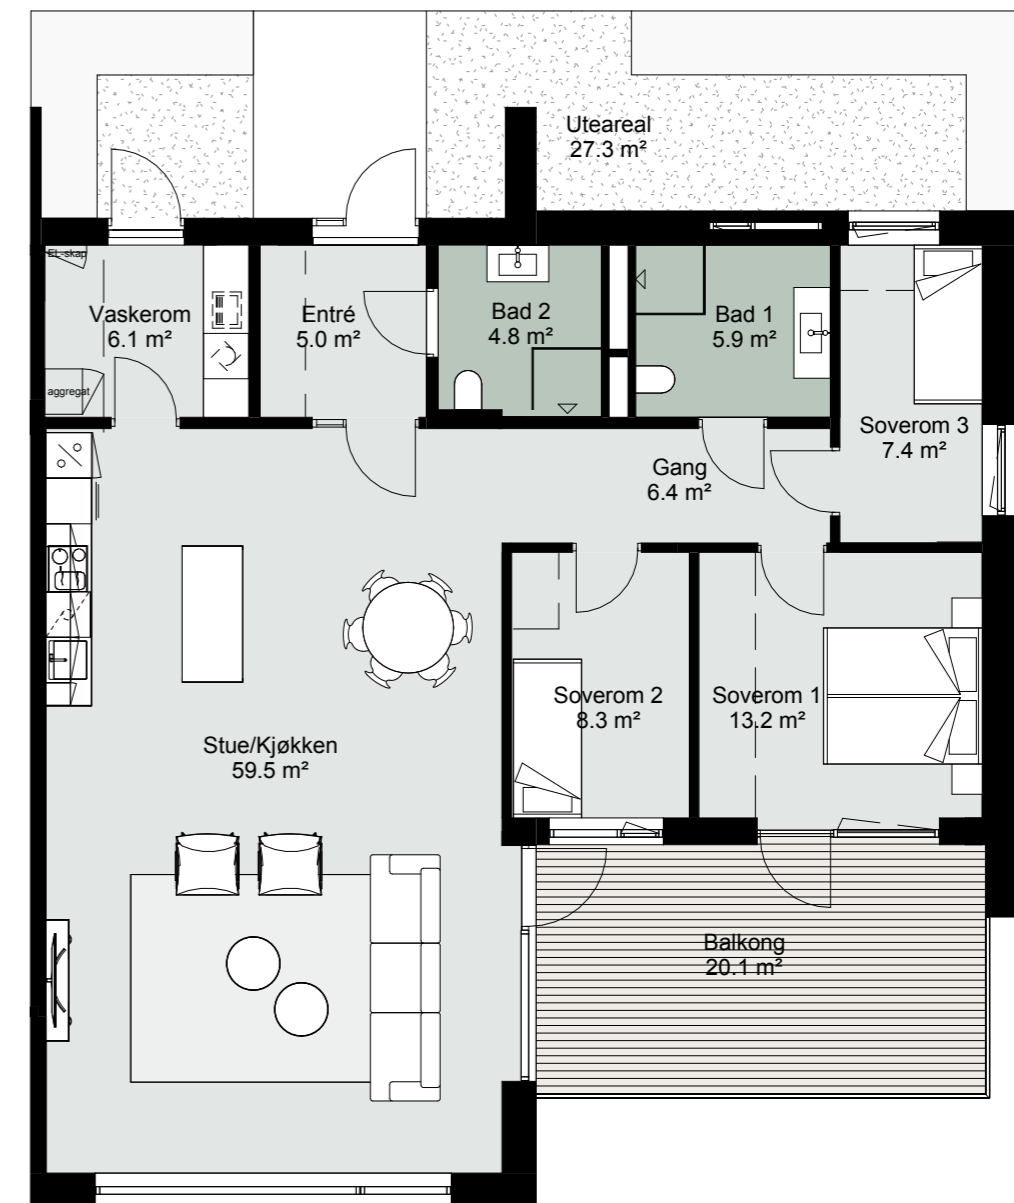 Uteareal
27.3 m²
EL-skap
Vaskerom
6.1 m²
Entré
5.0 m²
Bad 2
4.8 m²
Bad 1
5.9 m²
aggregat
Soverom 3
7.4 m²
Gang
6.4 m²
Soverom 2
8.3 m²
Soverom 1
13.2 m²
Stue/Kjøkken
59.5 m²
Balkong
20.1 m²